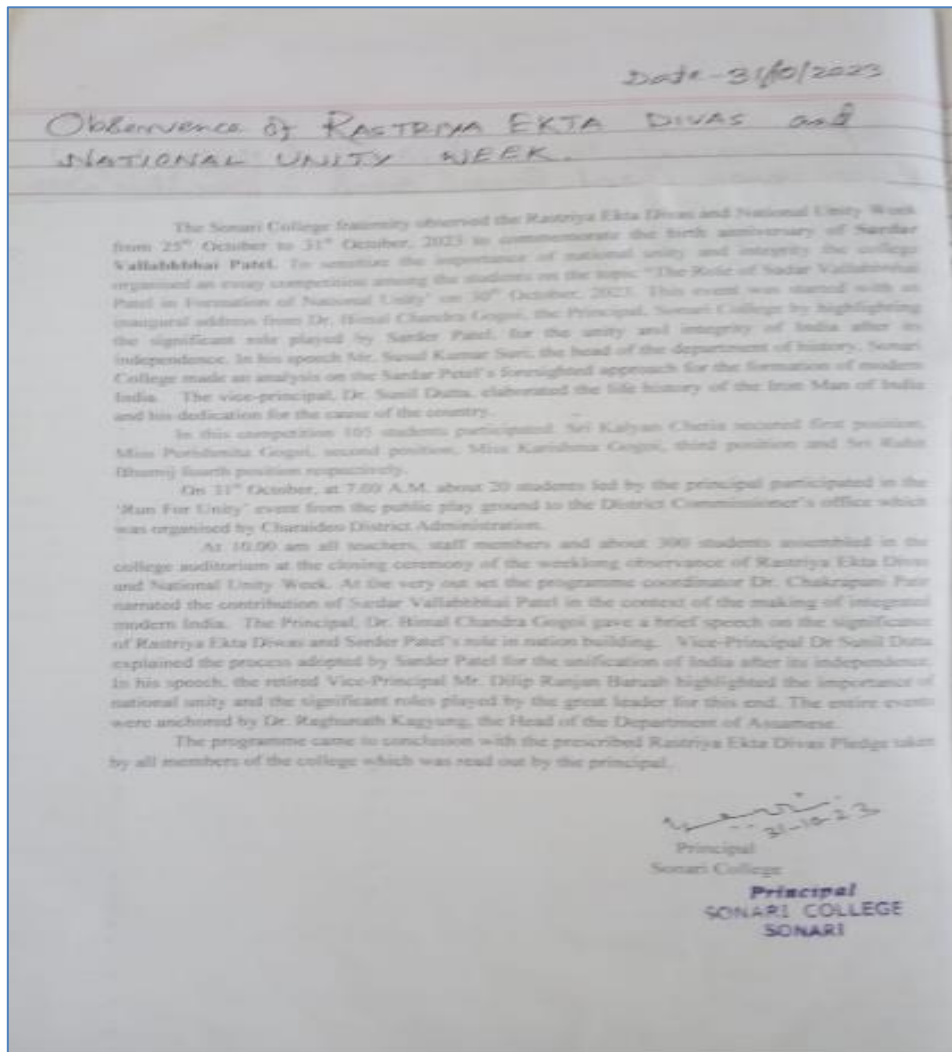 Date - 31/10/2023
Observence of RASTRIYA EKTA DIVAS and
NATIONAL UNITY WEEK.
The Sonari College fraternity observed the Rastriya Ekta Divas and National Unity Week
from 25th October to 31st October, 2023 to commemorate the birth anniversary of Sardar
Vallabhbhai Patel. To sensitize the importance of national unity and integrity the college
organised an essay competition among the students on the topic "The Role of Sadar Vallabhbhai
Patel in Formation of National Unity' on 30th October, 2023. This event was started with an
inaugural address from Dr. Bimal Chandra Gogoi, the Principal, Sonari College by highlighting
the significant role played by Sarder Patel, for the unity and integrity of India after its
independence. In his speech Mr. Kumar the head of the department of history, Sonari
College made an analysis on the Sardar Patel's foresighted approach for the formation of modern
India. The vice-principal, Dr. Sunil Dutta, elaborated the life history of the Iron Man of India
and his dedication for the cause of the country.
In this competition 105 students participated. Sri Kalyan Chetia secured first position,
Miss Gogoi, second position, Miss Karishma Gogoi, third position and Sri
fourth position respectively.
On 31st October, at 7.00 A.M. about 20 students led by the principal participated in the
'Run For Unity' event from the public play ground to the District Commissioner's office which
was organised by Charaideo District Administration.
At 10.00 am all teachers, staff members and about 300 students assembled in the
college auditorium at the closing ceremony of the weeklong observance of Rastriya Ekta Divas
and National Unity Week. At the very out set the programme coordinator Dr. Chakrapani
narrated the contribution of Sardar Vallabhbhai Patel in the context of the making of integrated
modern India. The Principal, Dr. Bimal Chandra Gogoi gave a brief speech on the significance
of Rastriya Ekta Diwas and Sarder Patel's role in nation building. Vice-Principal Dr Sunil Dutta
explained the process adopted by Sarder Patel for the unification of India after its independence.
In his speech, the retired Vice-Principal Mr. Dilip Ranjan Baruah highlighted the importance of
national unity and the significant roles played by the great leader for this end. The entire events
were anchored by Dr. Raghunath Kagyung, the Head of the Department of Assamese.
The programme came to conclusion with the prescribed Rastriya Ekta Divas Pledge taken
by all members of the college which was read out by the principal.
31-10-23
Principal
Sonari College
Principal
SONARI COLLEGE
SONARI